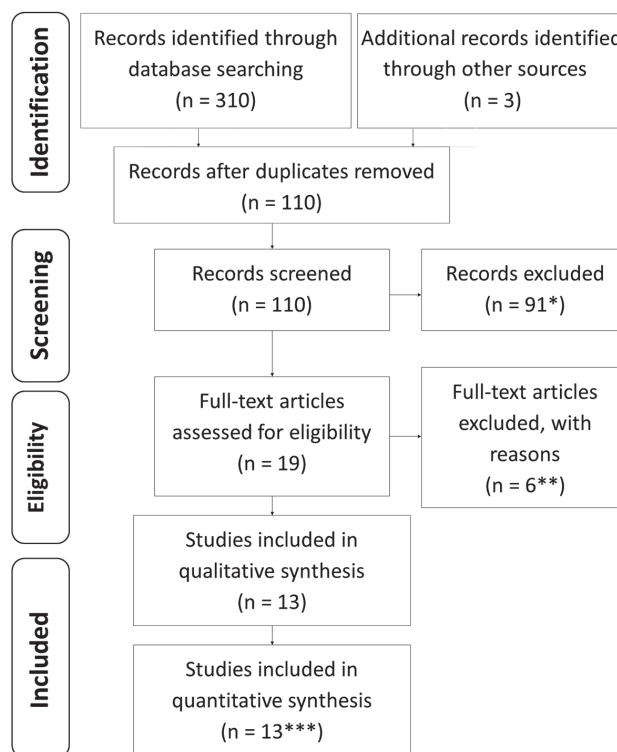 Identification
Records identified through
database searching
(n = 310)
Additional records identified
through other sources
(n = 3)
Records after duplicates removed
(n = 110)
Screening
Records screened
(n = 110)
Records excluded
(n = 91*)
Eligibility
Full-text articles
assessed for eligibility
(n = 19)
Full-text articles
excluded, with
reasons
(n = 6**)
Included
Studies included in
qualitative synthesis
(n = 13)
Studies included in
quantitative synthesis
(n = 13***)